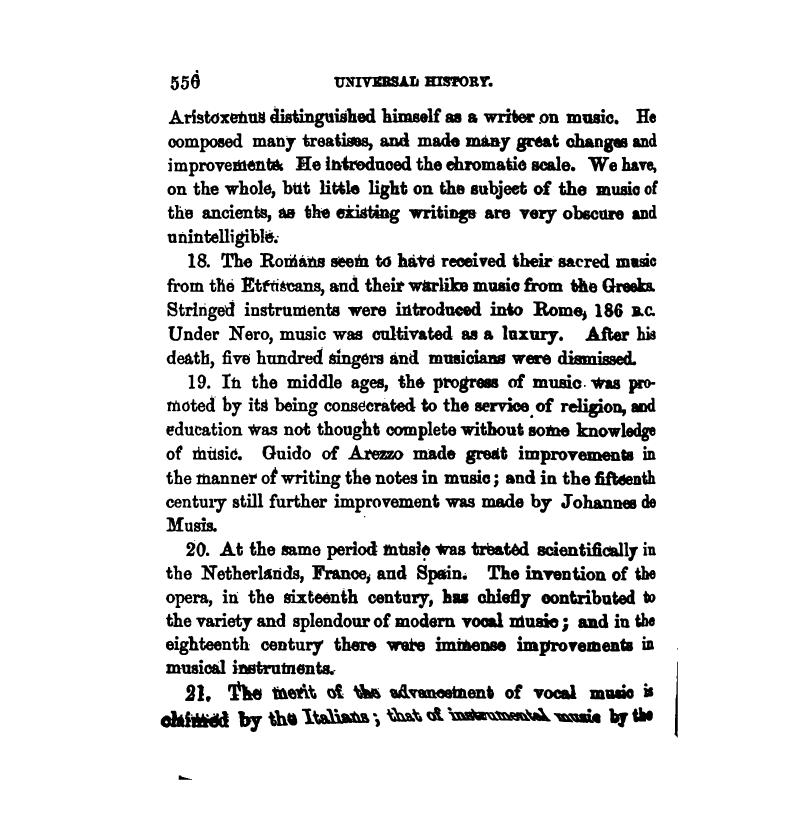 556 UNIVERSAL HISTORY.
Aristoxenus distinguished himself as a writer on music. He
composed many treatises, and made many great changes and
improvements. He introduced the chromatic scale. We have,
on the whole, but little light on the subject of the music of
the ancients, as the existing writings are very obscure and
unintelligible.
18. The Romans seem to have received their sacred music
from the Etruscans, and their warlike music from the Greeks.
Stringed instruments were introduced into Rome, 186 B.C.
Under Nero, music was cultivated as a luxury. After his
death, five hundred singers and musicians were dismissed.
19. In the middle ages, the progress of music was pro-
moted by its being consecrated to the service of religion, and
education was not thought complete without some knowledge
of music. Guido of Arezzo made great improvements in
the manner of writing the notes in music; and in the fifteenth
century still further improvement was made by Johannes de
Musis.
20. At the same period music was treated scientifically in
the Netherlands, France, and Spain. The invention of the
opera, in the sixteenth century, has chiefly contributed to
the variety and splendour of modern vocal music; and in the
eighteenth century there were immense improvements in
musical instruments.
21. The merit of the advancement of vocal music is
claimed by the Italians; that of instrumental music by the